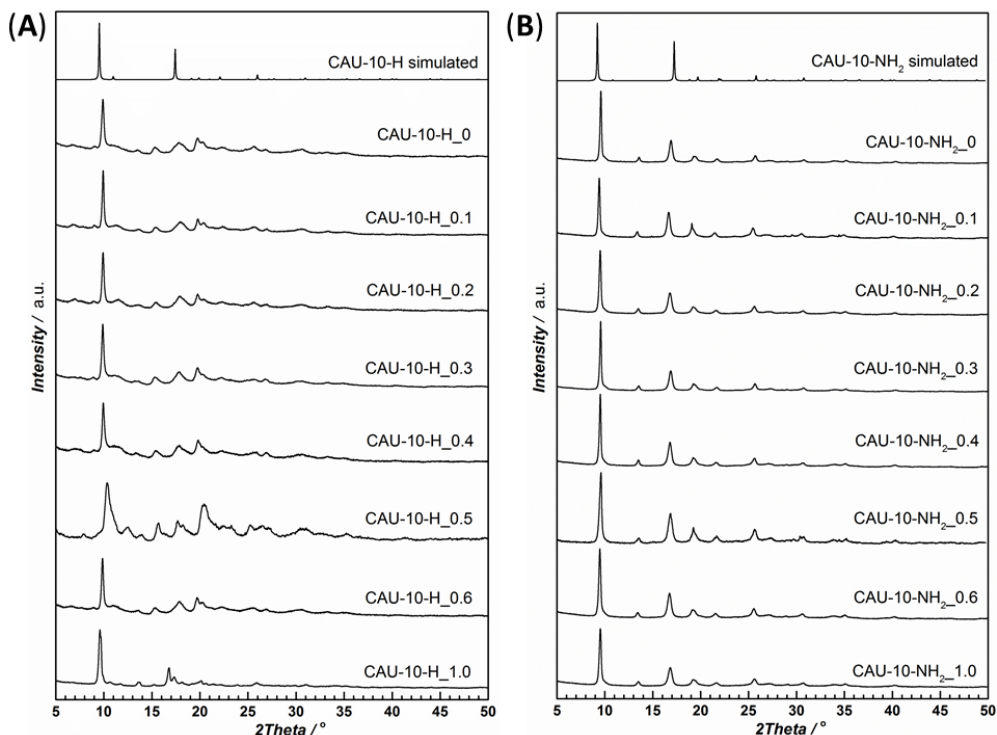 (A)
CAU-10-H simulated
CAU-10-H_0
CAU-10-H_0.1
CAU-10-H_0.2
CAU-10-H_0.3
CAU-10-H_0.4
CAU-10-H_0.5
CAU-10-H_0.6
CAU-10-H_1.0
Intensity / a.u.
5 10 15 20 25 30 35 40 45 50
2Theta / °
(B)
CAU-10-NH₂ simulated
CAU-10-NH₂_0
CAU-10-NH₂_0.1
CAU-10-NH₂_0.2
CAU-10-NH₂_0.3
CAU-10-NH₂_0.4
CAU-10-NH₂_0.5
CAU-10-NH₂_0.6
CAU-10-NH₂_1.0
Intensity / a.u.
5 10 15 20 25 30 35 40 45 50
2Theta / °